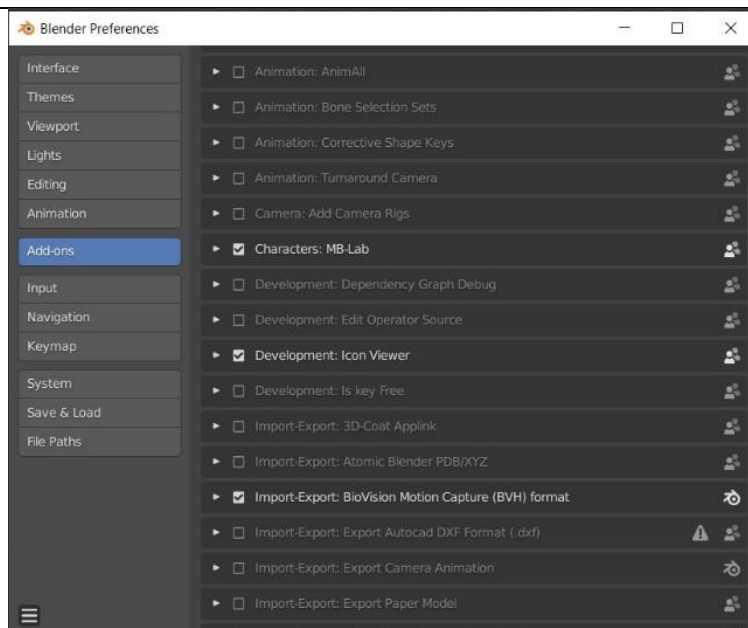 Blender Preferences
Interface
Themes
Viewport
Lights
Editing
Animation
Add-ons
Input
Navigation
Keymap
System
Save & Load
File Paths
Animation: AnimAll
Animation: Bone Selection Sets
Animation: Corrective Shape Keys
Animation: Turnaround Camera
Camera: Add Camera Rigs
Characters: MB-Lab
Development: Dependency Graph Debug
Development: Edit Operator Source
Development: Icon Viewer
Development: Is key Free
Import-Export: 3D-Coat Applink
Import-Export: Atomic Blender PDB/XYZ
Import-Export: BioVision Motion Capture (BVH) format
Import-Export: Export Autocad DXF Format (.dxf)
Import-Export: Export Camera Animation
Import-Export: Export Paper Model